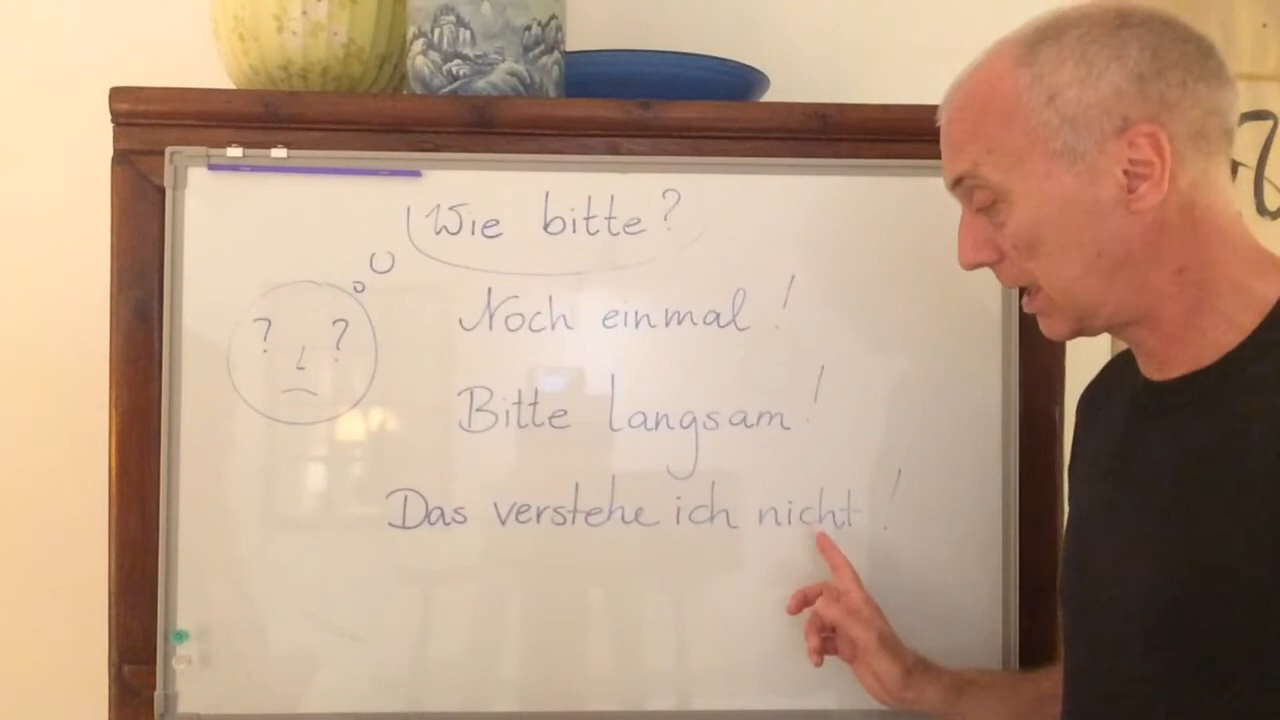 Wie bitte?
? ?
Noch einmal!
Bitte langsam!
Das verstehe ich nicht!